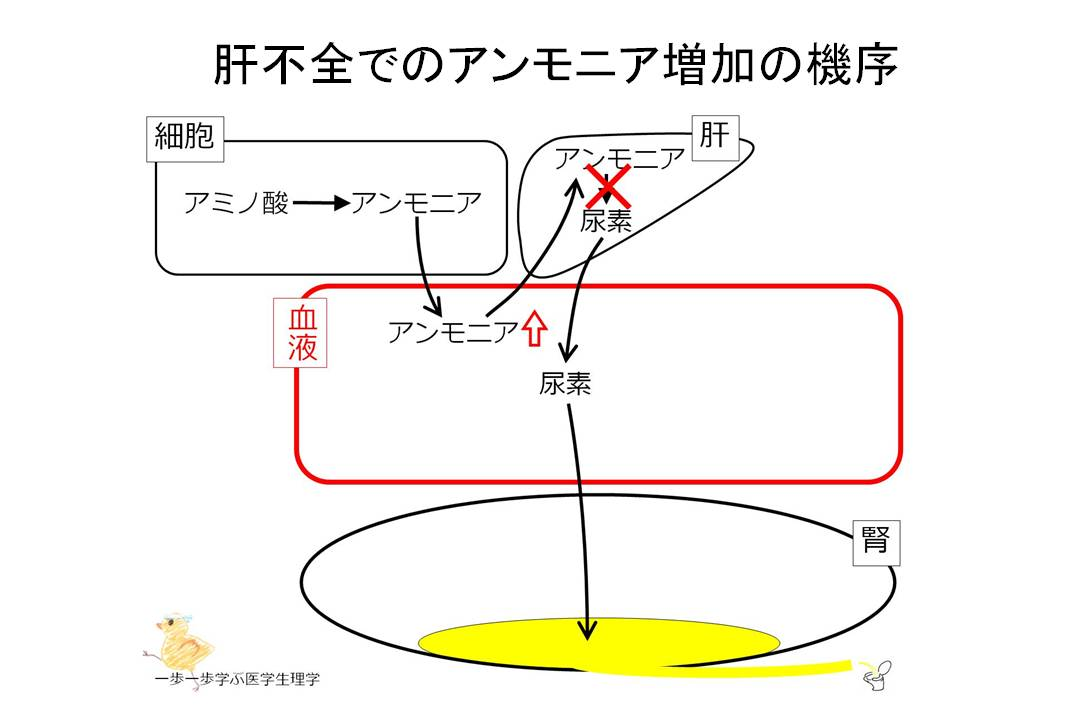 肝不全でのアンモニア増加の機序
細胞
肝
アンモニア
アミノ酸
アンモニア
尿素
血液
アンモニア
尿素
腎
一歩一歩学ぶ医学生理学